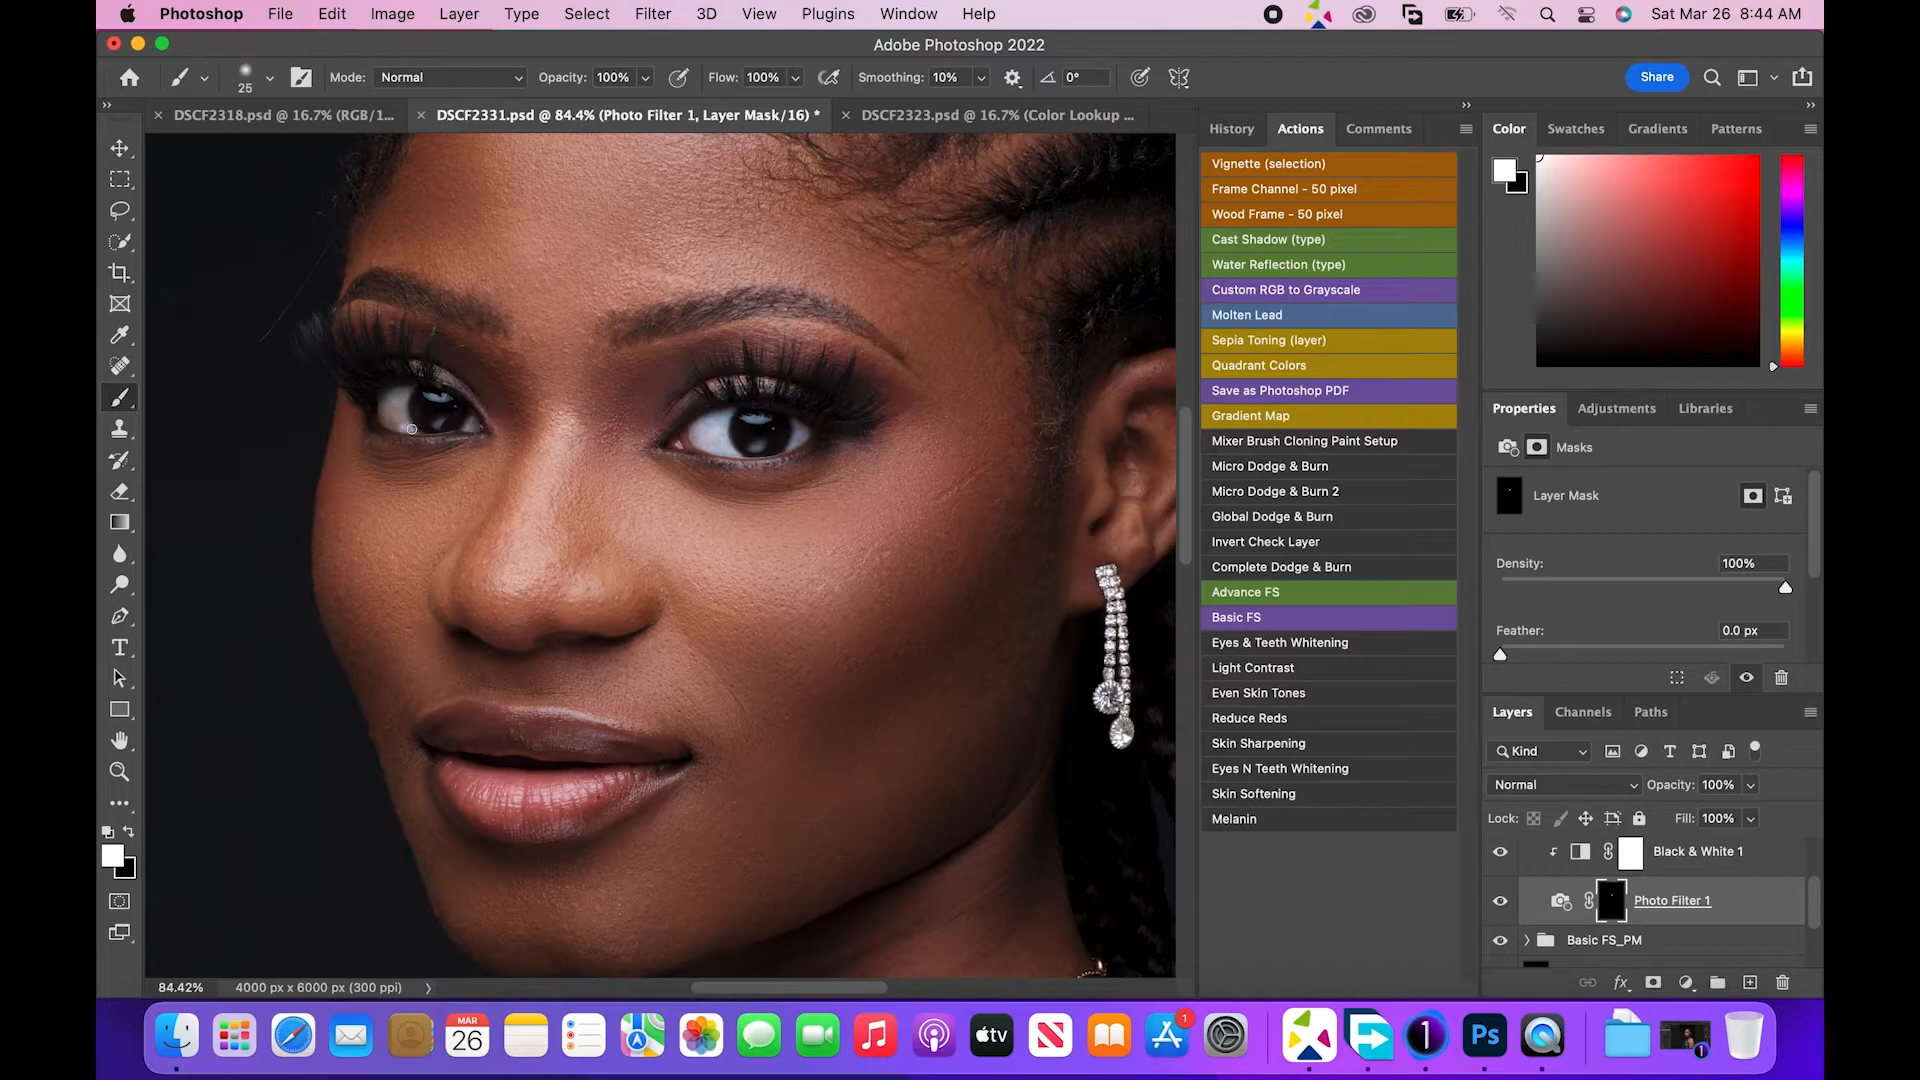 Photoshop File Edit Image Layer Type Select Filter 3D View Plugins Window Help Sat Mar 26 8:44 AM
Adobe Photoshop 2022
25 Mode: Normal Opacity: 100% Flow: 100% Smoothing: 10% 0° Share
DSCF2318.psd @ 16.7% (RGB/1... DSCF2331.psd @ 84.4% (Photo Filter 1, Layer Mask/16) * DSCF2323.psd @ 16.7% (Color Lookup ...
History Actions Comments
Vignette (selection)
Frame Channel - 50 pixel
Wood Frame - 50 pixel
Cast Shadow (type)
Water Reflection (type)
Custom RGB to Grayscale
Molten Lead
Sepia Toning (layer)
Quadrant Colors
Save as Photoshop PDF
Gradient Map
Mixer Brush Cloning Paint Setup
Micro Dodge & Burn
Micro Dodge & Burn 2
Global Dodge & Burn
Invert Check Layer
Complete Dodge & Burn
Advance FS
Basic FS
Eyes & Teeth Whitening
Light Contrast
Even Skin Tones
Reduce Reds
Skin Sharpening
Eyes N Teeth Whitening
Skin Softening
Melanin
Color Swatches Gradients Patterns
Properties Adjustments Libraries
Masks
Layer Mask
Density: 100%
Feather: 0.0 px
Layers Channels Paths
Kind
Normal Opacity: 100%
Lock: Fill: 100%
Black & White 1
Photo Filter 1
Basic FS_PM
fx
84.42% 4000 px x 6000 px (300 ppi)
MAR
26
tv
1
1
Ps
1